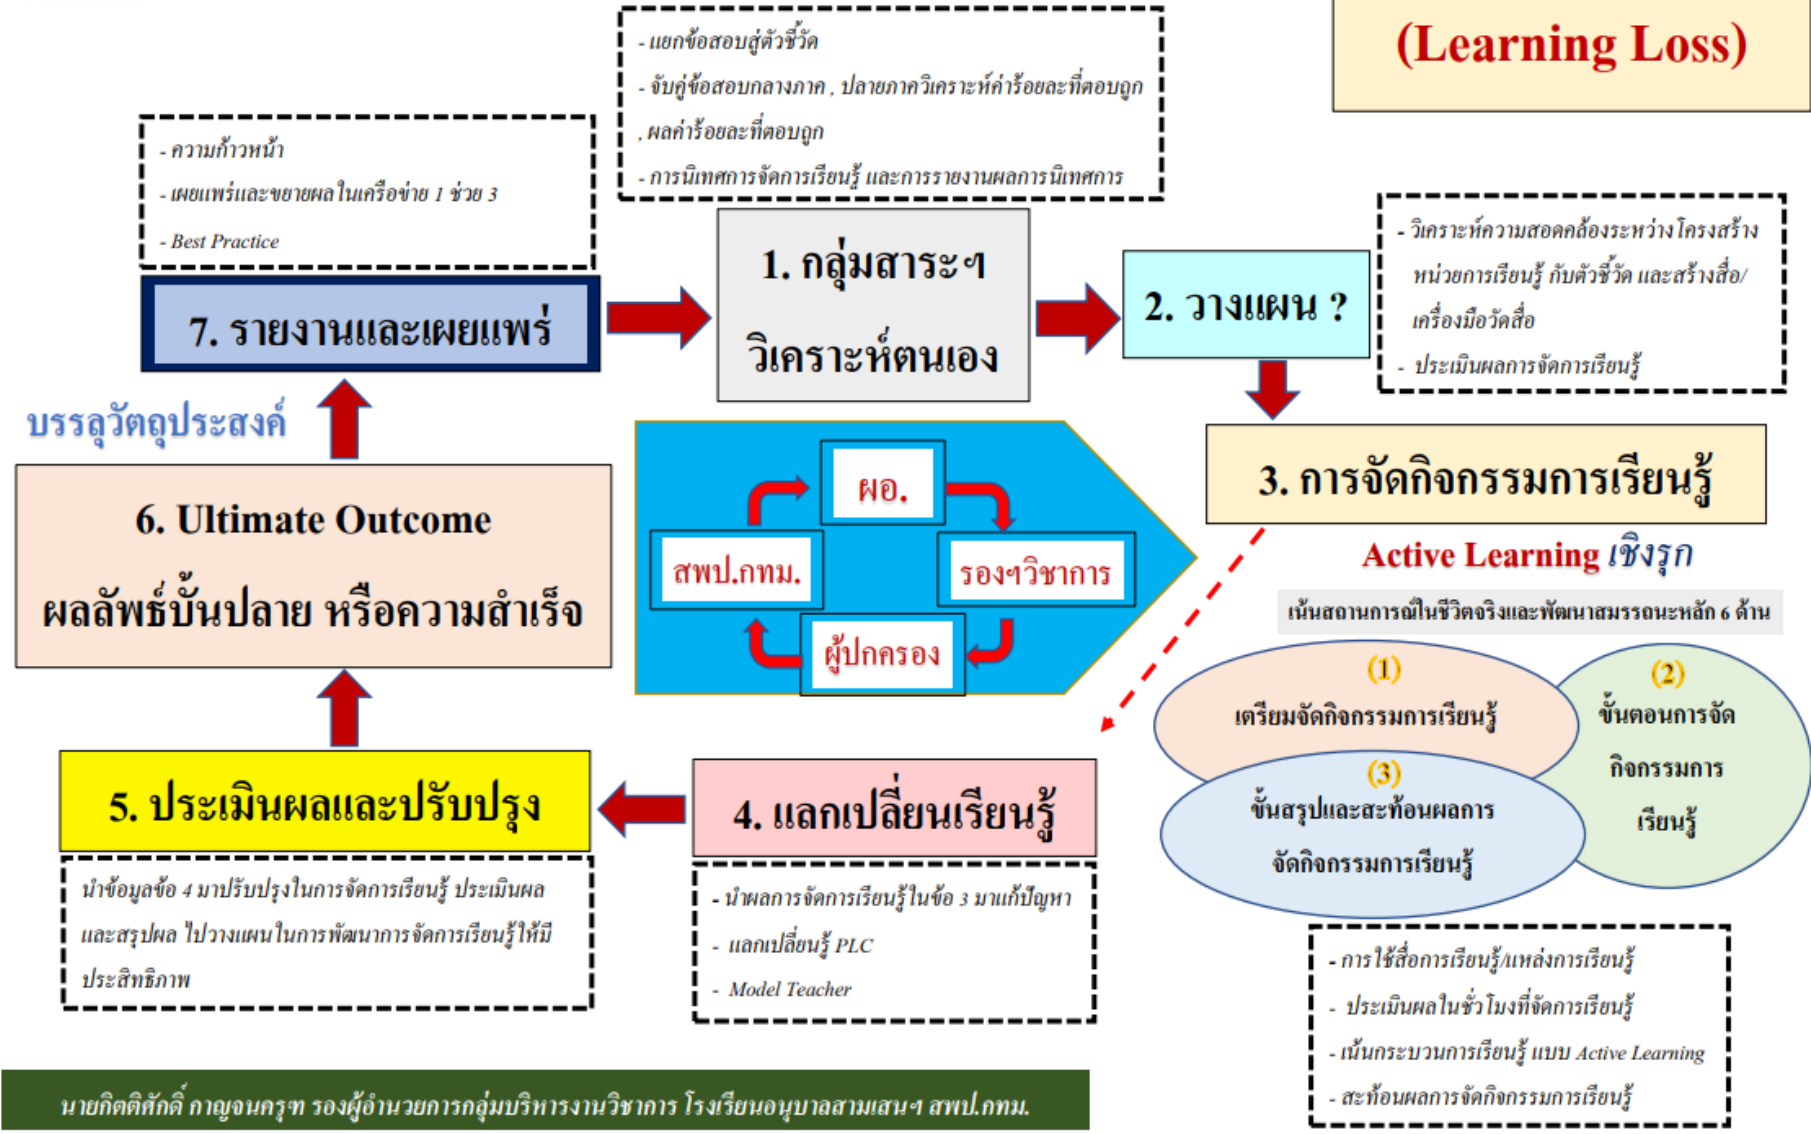 (Learning Loss)
- แยกข้อสอบสู่ตัวชี้วัด
- จับคู่ข้อสอบกลางภาค , ปลายภาควิเคราะห์ค่าร้อยละที่ตอบถูก
, ผลค่าร้อยละที่ตอบถูก
- การนิเทศการจัดการเรียนรู้ และการรายงานผลการนิเทศการ
- ความก้าวหน้า
- เผยแพร่และขยายผลในเครือข่าย 1 ช่วย 3
- Best Practice
7. รายงานและเผยแพร่
1. กลุ่มสาระฯ
วิเคราะห์ตนเอง
2. วางแผน ?
- วิเคราะห์ความสอดคล้องระหว่างโครงสร้าง
หน่วยการเรียนรู้ กับตัวชี้วัด และสร้างสื่อ/
เครื่องมือวัดสื่อ
- ประเมินผลการจัดการเรียนรู้
บรรลุวัตถุประสงค์
6. Ultimate Outcome
ผลลัพธ์บั้นปลาย หรือความสำเร็จ
ผอ.
สพป.กทม.
รองฯวิชาการ
ผู้ปกครอง
3. การจัดกิจกรรมการเรียนรู้
Active Learning เชิงรุก
เน้นสถานการณ์ในชีวิตจริงและพัฒนาสมรรถนะหลัก 6 ด้าน
(1)
เตรียมจัดกิจกรรมการเรียนรู้
(2)
ขั้นตอนการจัด
กิจกรรมการ
เรียนรู้
(3)
ขั้นสรุปและสะท้อนผลการ
จัดกิจกรรมการเรียนรู้
5. ประเมินผลและปรับปรุง
4. แลกเปลี่ยนเรียนรู้
นำข้อมูลข้อ 4 มาปรับปรุงในการจัดการเรียนรู้ ประเมินผล
และสรุปผล ไปวางแผนในการพัฒนาการจัดการเรียนรู้ให้มี
ประสิทธิภาพ
- นำผลการจัดการเรียนรู้ในข้อ 3 มาแก้ปัญหา
- แลกเปลี่ยนรู้ PLC
- Model Teacher
- การใช้สื่อการเรียนรู้/แหล่งการเรียนรู้
- ประเมินผลในชั่วโมงที่จัดการเรียนรู้
- เน้นกระบวนการเรียนรู้ แบบ Active Learning
- สะท้อนผลการจัดกิจกรรมการเรียนรู้
นายกิตติศักดิ์ กาญจนครุฑ รองผู้อำนวยการกลุ่มบริหารงานวิชาการ โรงเรียนอนุบาลสามเสนฯ สพป.กทม.